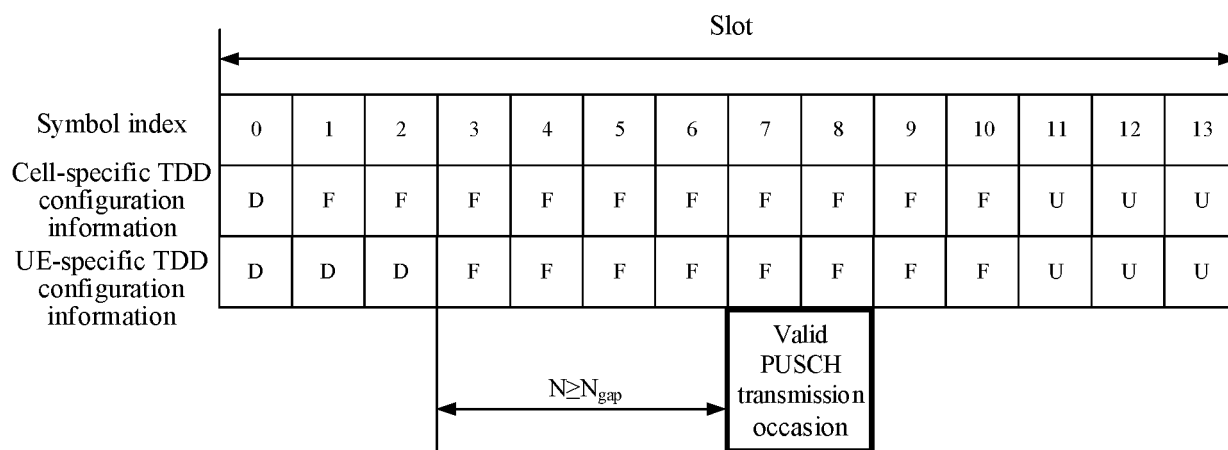 Slot
Symbol index 0 1 2 3 4 5 6 7 8 9 10 11 12 13
Cell-specific TDD
configuration
information
D F F F F F F F F F F U U U
UE-specific TDD
configuration
information
D D D F F F F F F F F U U U
N≥Ngap
Valid
PUSCH
transmission
occasion